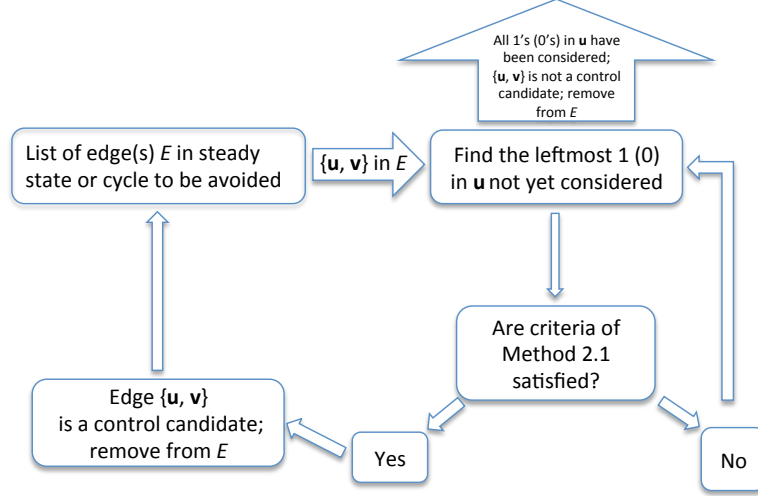 All 1's (0's) in u have
been considered;
{u, v} is not a control
candidate; remove
from E
List of edge(s) E in steady
state or cycle to be avoided
{u, v} in E
Find the leftmost 1 (0)
in u not yet considered
Are criteria of
Method 2.1
satisfied?
Edge {u, v}
is a control candidate;
remove from E
Yes
No